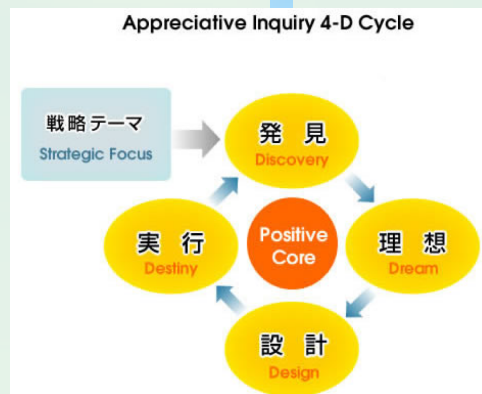 Appreciative Inquiry 4-D Cycle
戦略テーマ
Strategic Focus
発 見
Discovery
実 行
Destiny
Positive
Core
理 想
Dream
設 計
Design